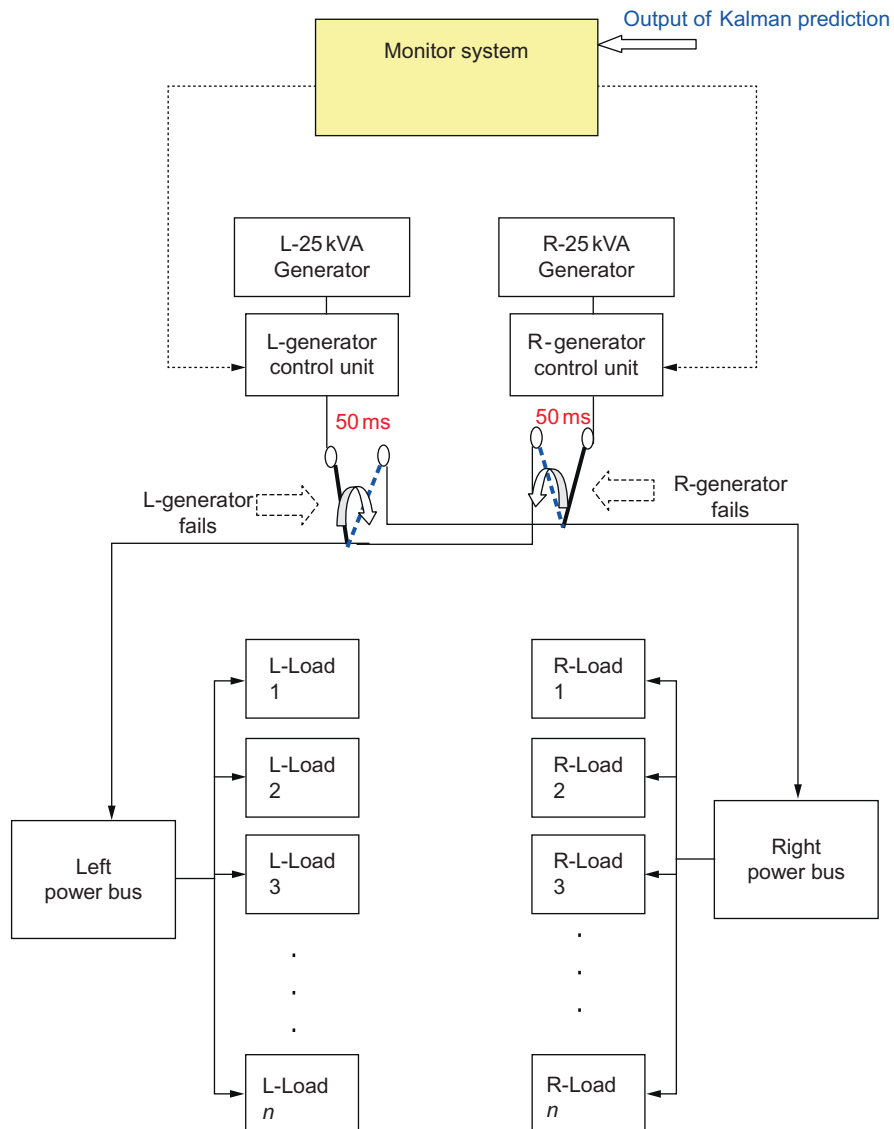 Output of Kalman prediction
Monitor system
L-25 kVA
Generator
R-25 kVA
Generator
L-generator
control unit
R-generator
control unit
50 ms
50 ms
L-generator
fails
R-generator
fails
L-Load
1
R-Load
1
L-Load
2
R-Load
2
Left
power bus
L-Load
3
R-Load
3
Right
power bus
.
.
.
.
.
.
L-Load
n
R-Load
n